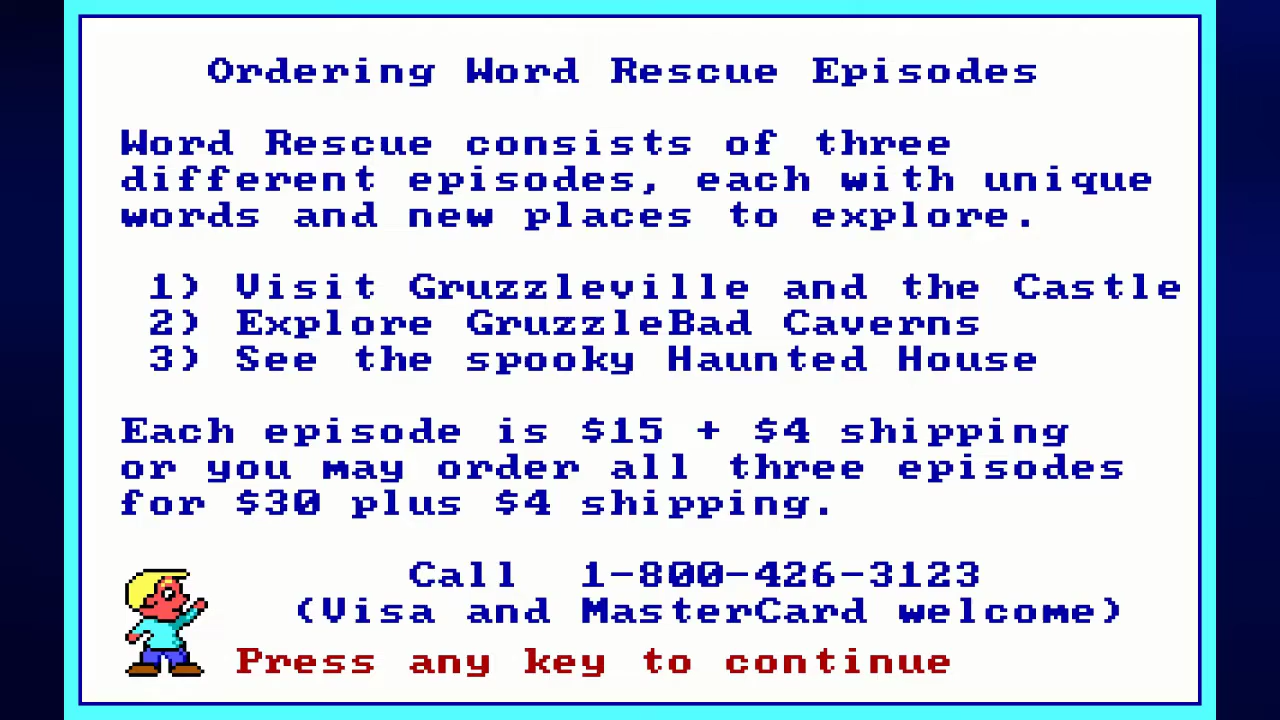 Ordering Word Rescue Episodes
Word Rescue consists of three
different episodes, each with unique
words and new places to explore.
1) Visit Gruzzleville and the Castle
2) Explore GruzzleBad Caverns
3) See the spooky Haunted House
Each episode is $15 + $4 shipping
or you may order all three episodes
for $30 plus $4 shipping.
Call 1-800-426-3123
(Visa and MasterCard welcome)
Press any key to continue